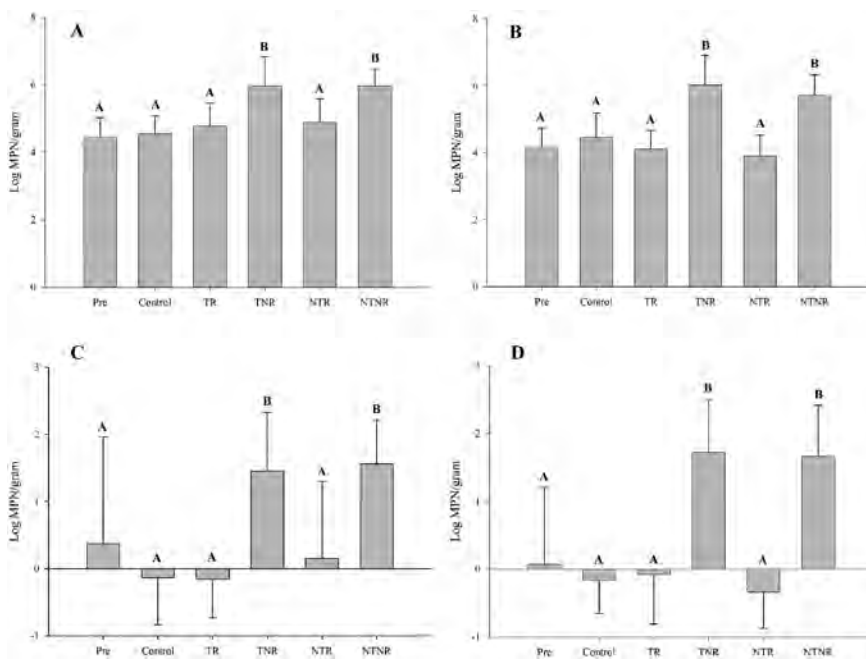 A
8
B
B
A
A
A
A
6
4
2
0
Log MPN/gram
Pre Control TR TNR NTR NTNR
B
8
B
B
A
A
A
A
6
4
2
0
Log MPN/gram
Pre Control TR TNR NTR NTNR
C
3
B
B
A
A
A
A
2
1
0
-1
Log MPN/gram
Pre Control TR TNR NTR NTNR
D
3
B
B
A
A
A
A
2
1
0
-1
Log MPN/gram
Pre Control TR TNR NTR NTNR